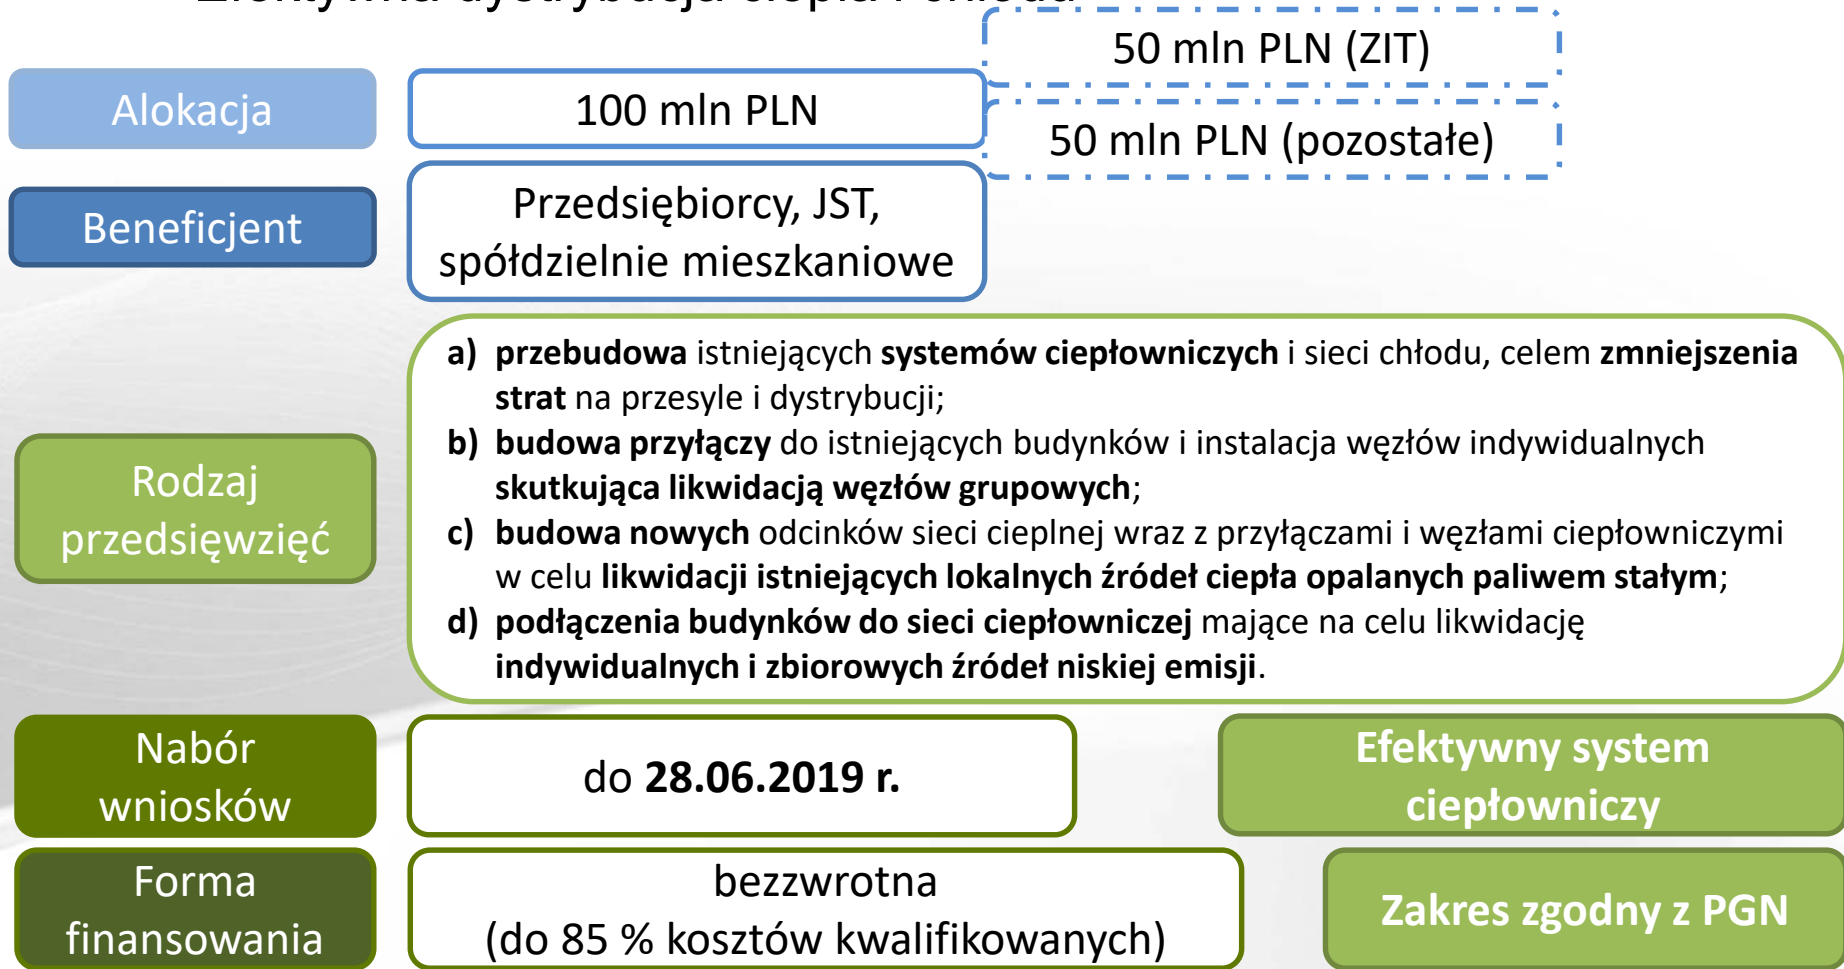 Efektywna dystrybucja ciepła i chłodu
50 mln PLN (ZIT)
Alokacja
100 mln PLN
50 mln PLN (pozostałe)
Beneficjent
Przedsiębiorcy, JST,
spółdzielnie mieszkaniowe
Rodzaj
przedsięwzięć
a) przebudowa istniejących systemów ciepłowniczych i sieci chłodu, celem zmniejszenia
strat na przesyle i dystrybucji;
b) budowa przyłączy do istniejących budynków i instalacja węzłów indywidualnych
skutkująca likwidacją węzłów grupowych;
c) budowa nowych odcinków sieci cieplnej wraz z przyłączami i węzłami ciepłowniczymi
w celu likwidacji istniejących lokalnych źródeł ciepła opalanych paliwem stałym;
d) podłączenia budynków do sieci ciepłowniczej mające na celu likwidację
indywidualnych i zbiorowych źródeł niskiej emisji.
Nabór
wniosków
do 28.06.2019 r.
Efektywny system
ciepłowniczy
Forma
finansowania
bezzwrotna
(do 85 % kosztów kwalifikowanych)
Zakres zgodny z PGN